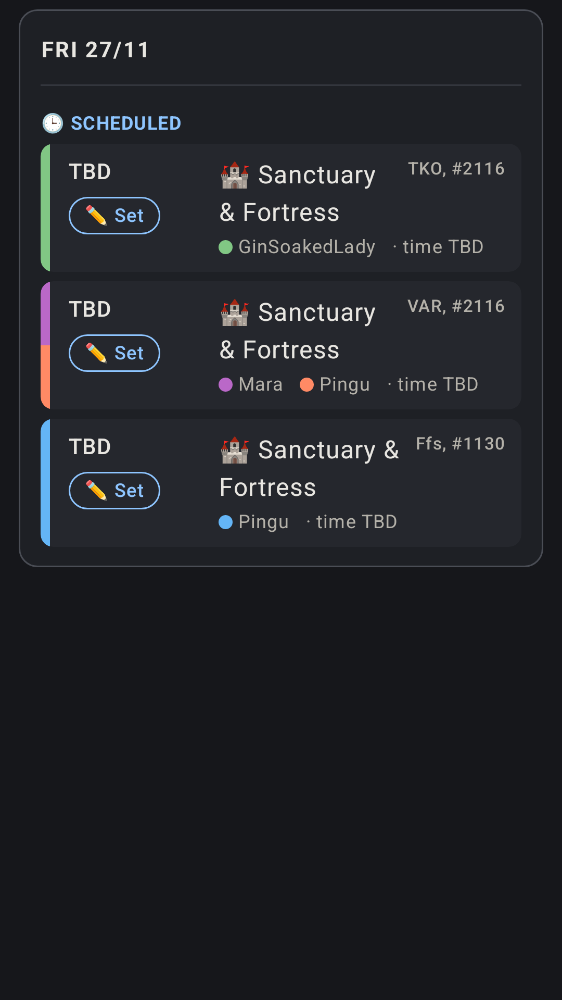 FRI 27/11
🕒 SCHEDULED
TBD
✏️ Set
🏰 Sanctuary
& Fortress
TKO, #2116
GinSoakedLady · time TBD
TBD
✏️ Set
🏰 Sanctuary
& Fortress
VAR, #2116
Mara Pingu · time TBD
TBD
✏️ Set
🏰 Sanctuary &
Fortress
Ffs, #1130
Pingu · time TBD